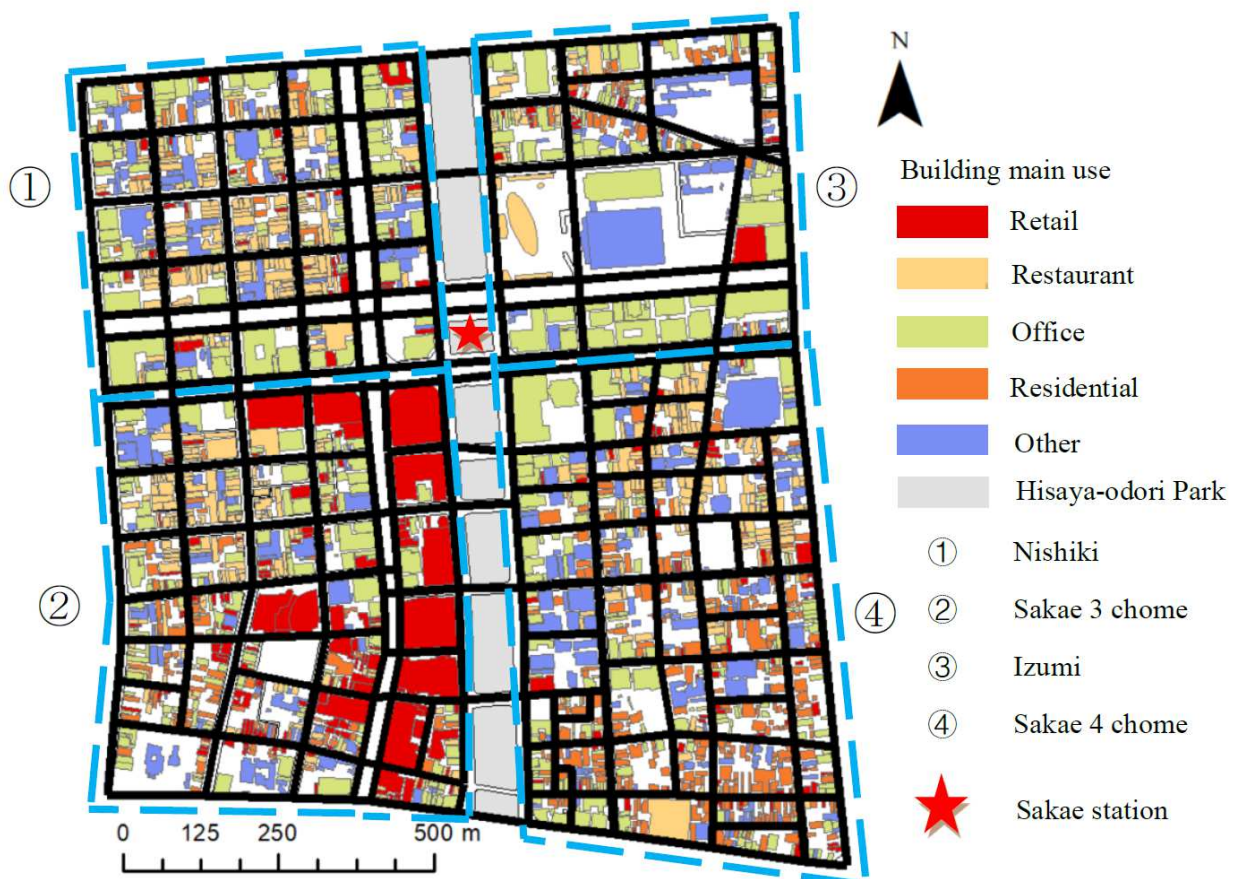 N
①
③
②
④
Building main use
Retail
Restaurant
Office
Residential
Other
Hisaya-odori Park
① Nishiki
② Sakae 3 chome
③ Izumi
④ Sakae 4 chome
Sakae station
0 125 250 500 m